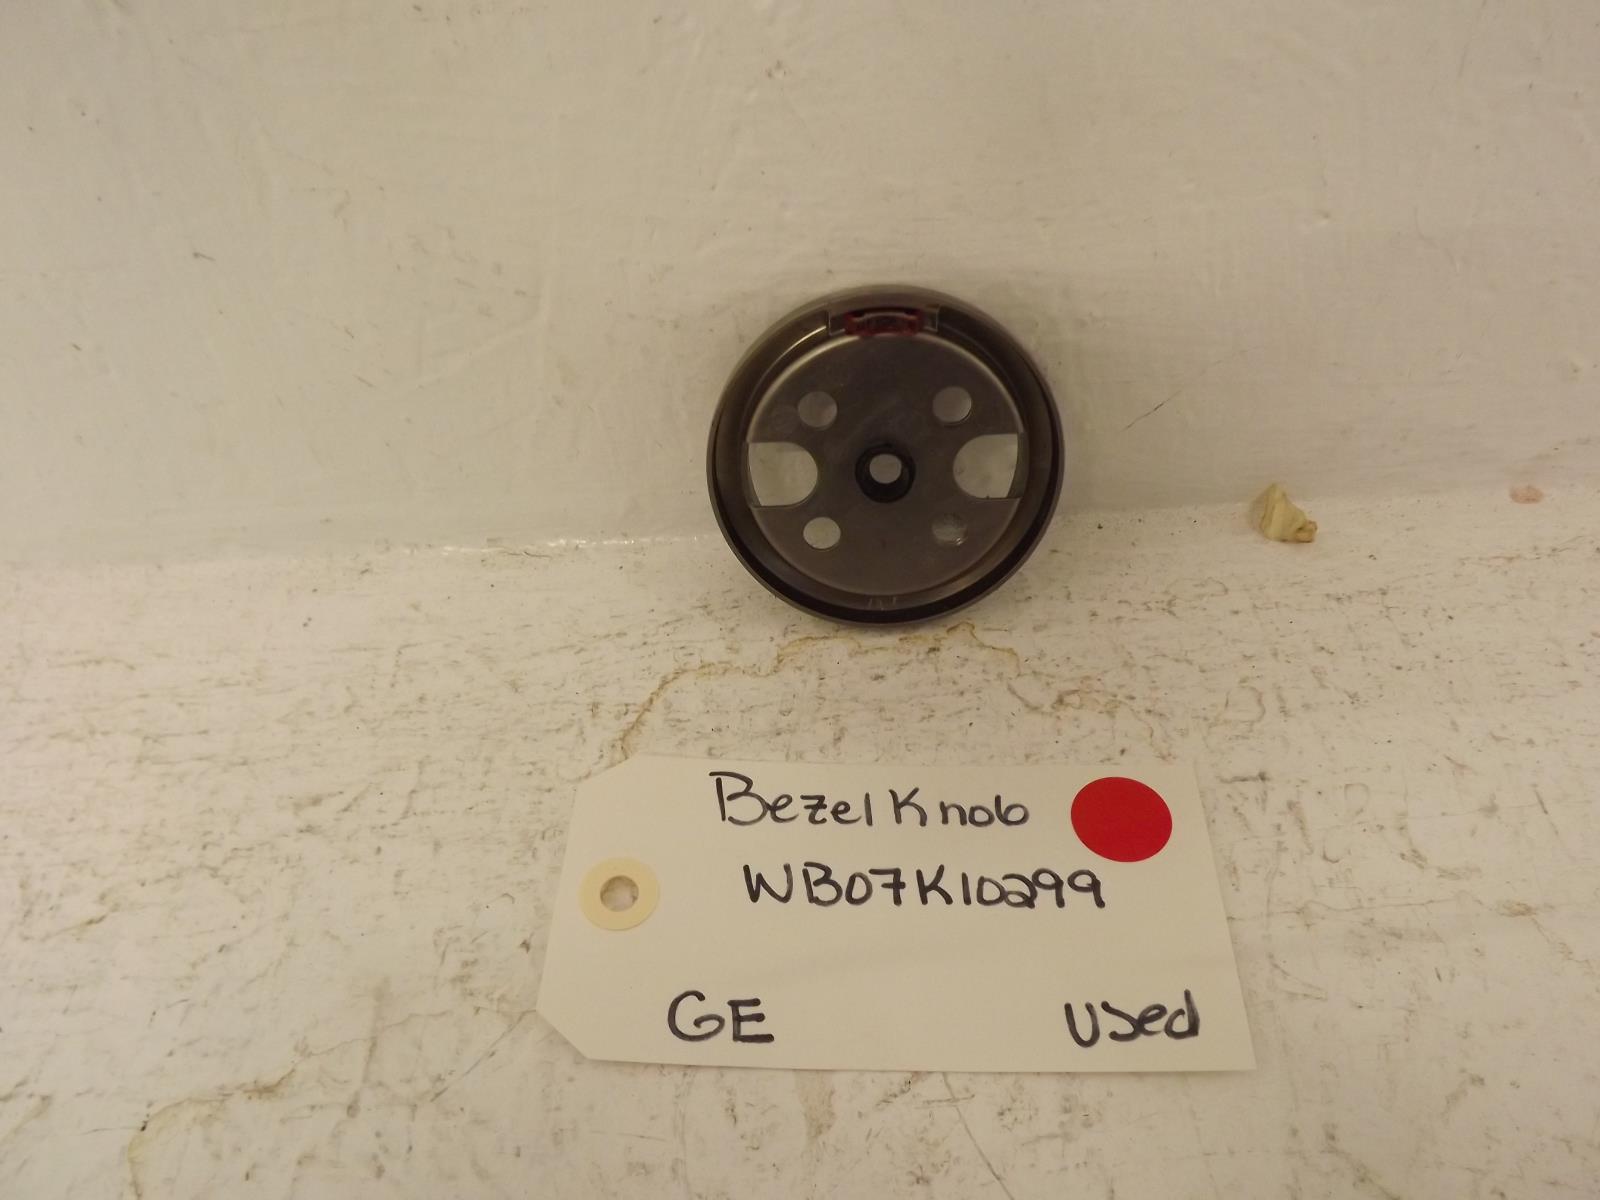 Bezel Knob
WB07K10299
GE Used